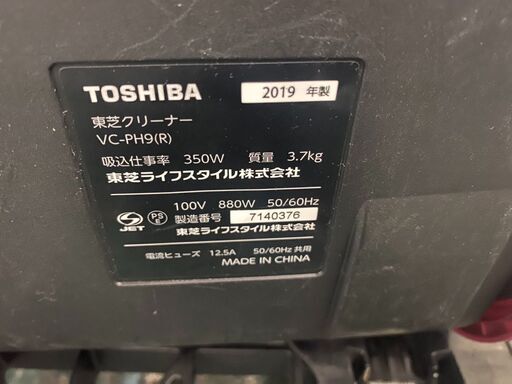 TOSHIBA 2019 年製
東芝クリーナー
VC-PH9(R)
吸込仕事率 350W 質量 3.7kg
東芝ライフスタイル株式会社
JET PS E 100V 880W 50/60Hz
製造番号 7140376
東芝ライフスタイル株式会社
電流ヒューズ 12.5A 50/60Hz 共用
MADE IN CHINA